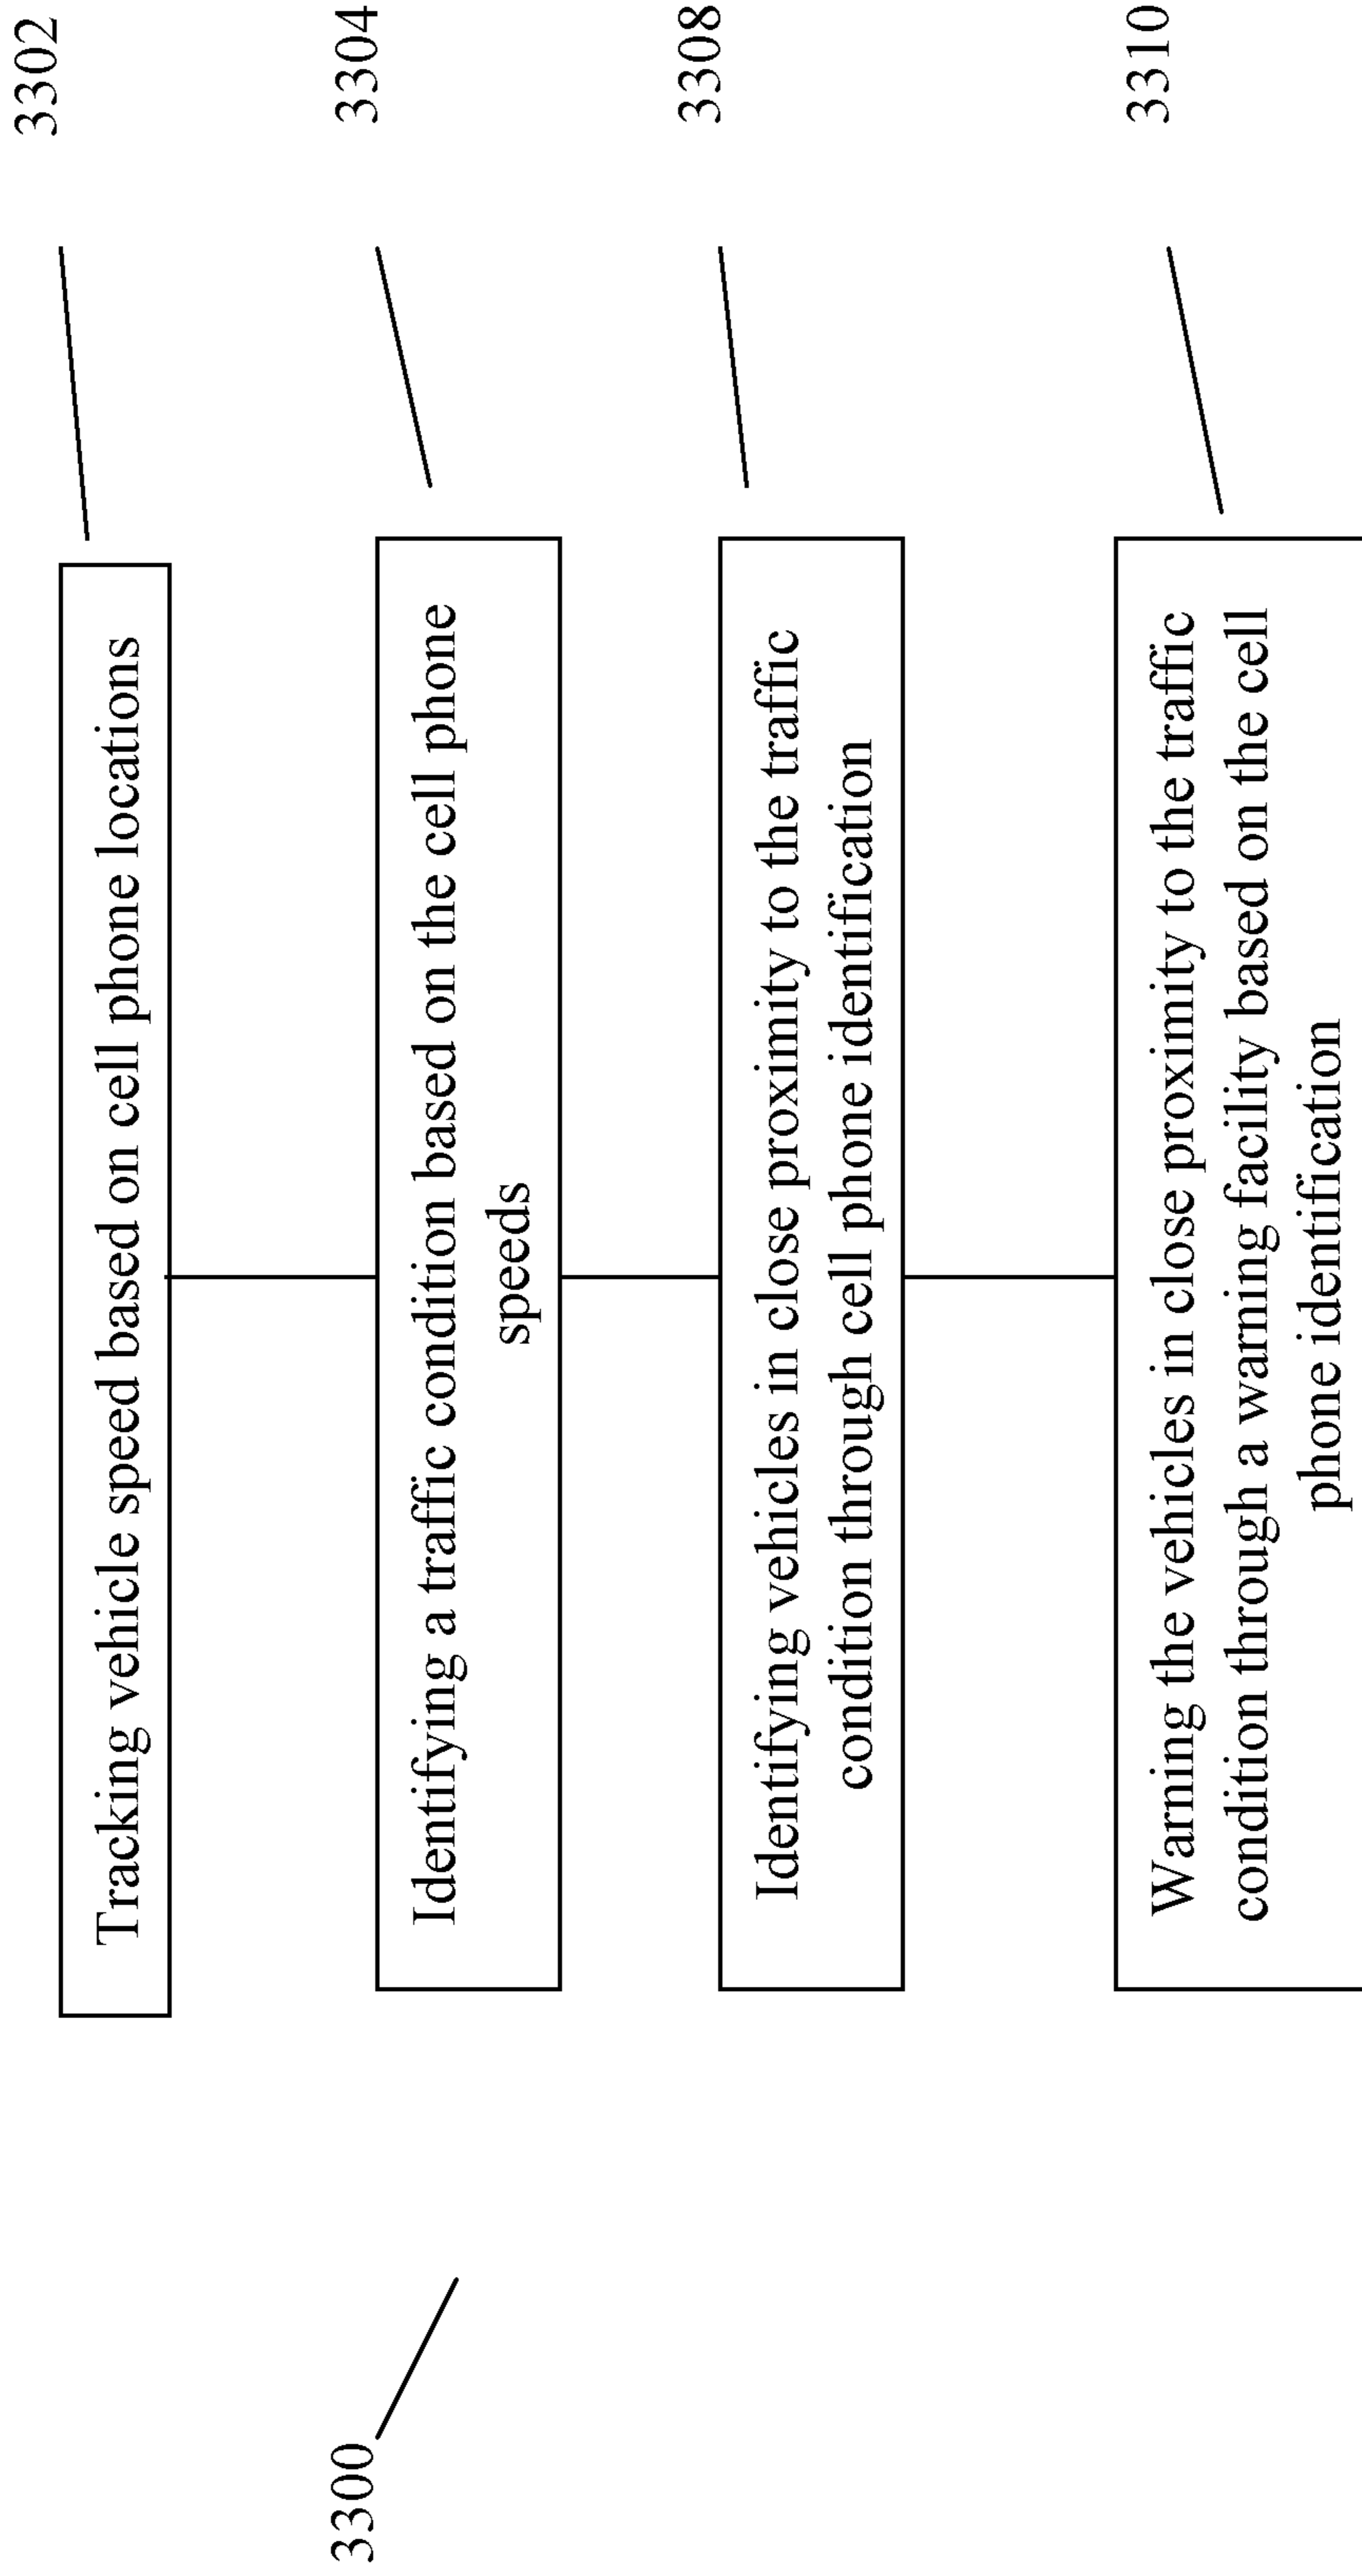 3300
3302
Tracking vehicle speed based on cell phone locations
3304
Identifying a traffic condition based on the cell phone
speeds
3308
Identifying vehicles in close proximity to the traffic
condition through cell phone identification
3310
Warning the vehicles in close proximity to the traffic
condition through a warning facility based on the cell
phone identification